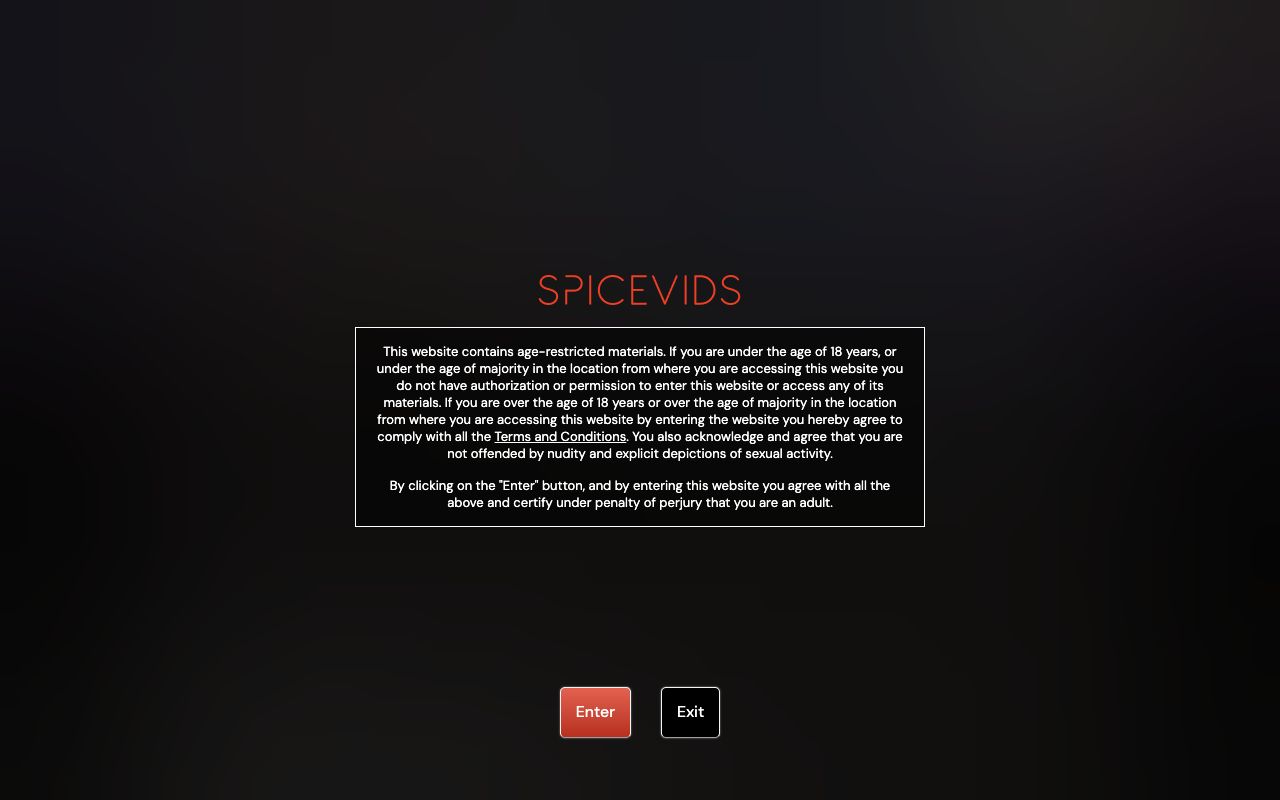 SPICEVIDS
This website contains age-restricted materials. If you are under the age of 18 years, or
under the age of majority in the location from where you are accessing this website you
do not have authorization or permission to enter this website or access any of its
materials. If you are over the age of 18 years or over the age of majority in the location
from where you are accessing this website by entering the website you hereby agree to
comply with all the Terms and Conditions. You also acknowledge and agree that you are
not offended by nudity and explicit depictions of sexual activity.
By clicking on the "Enter" button, and by entering this website you agree with all the
above and certify under penalty of perjury that you are an adult.
Enter
Exit